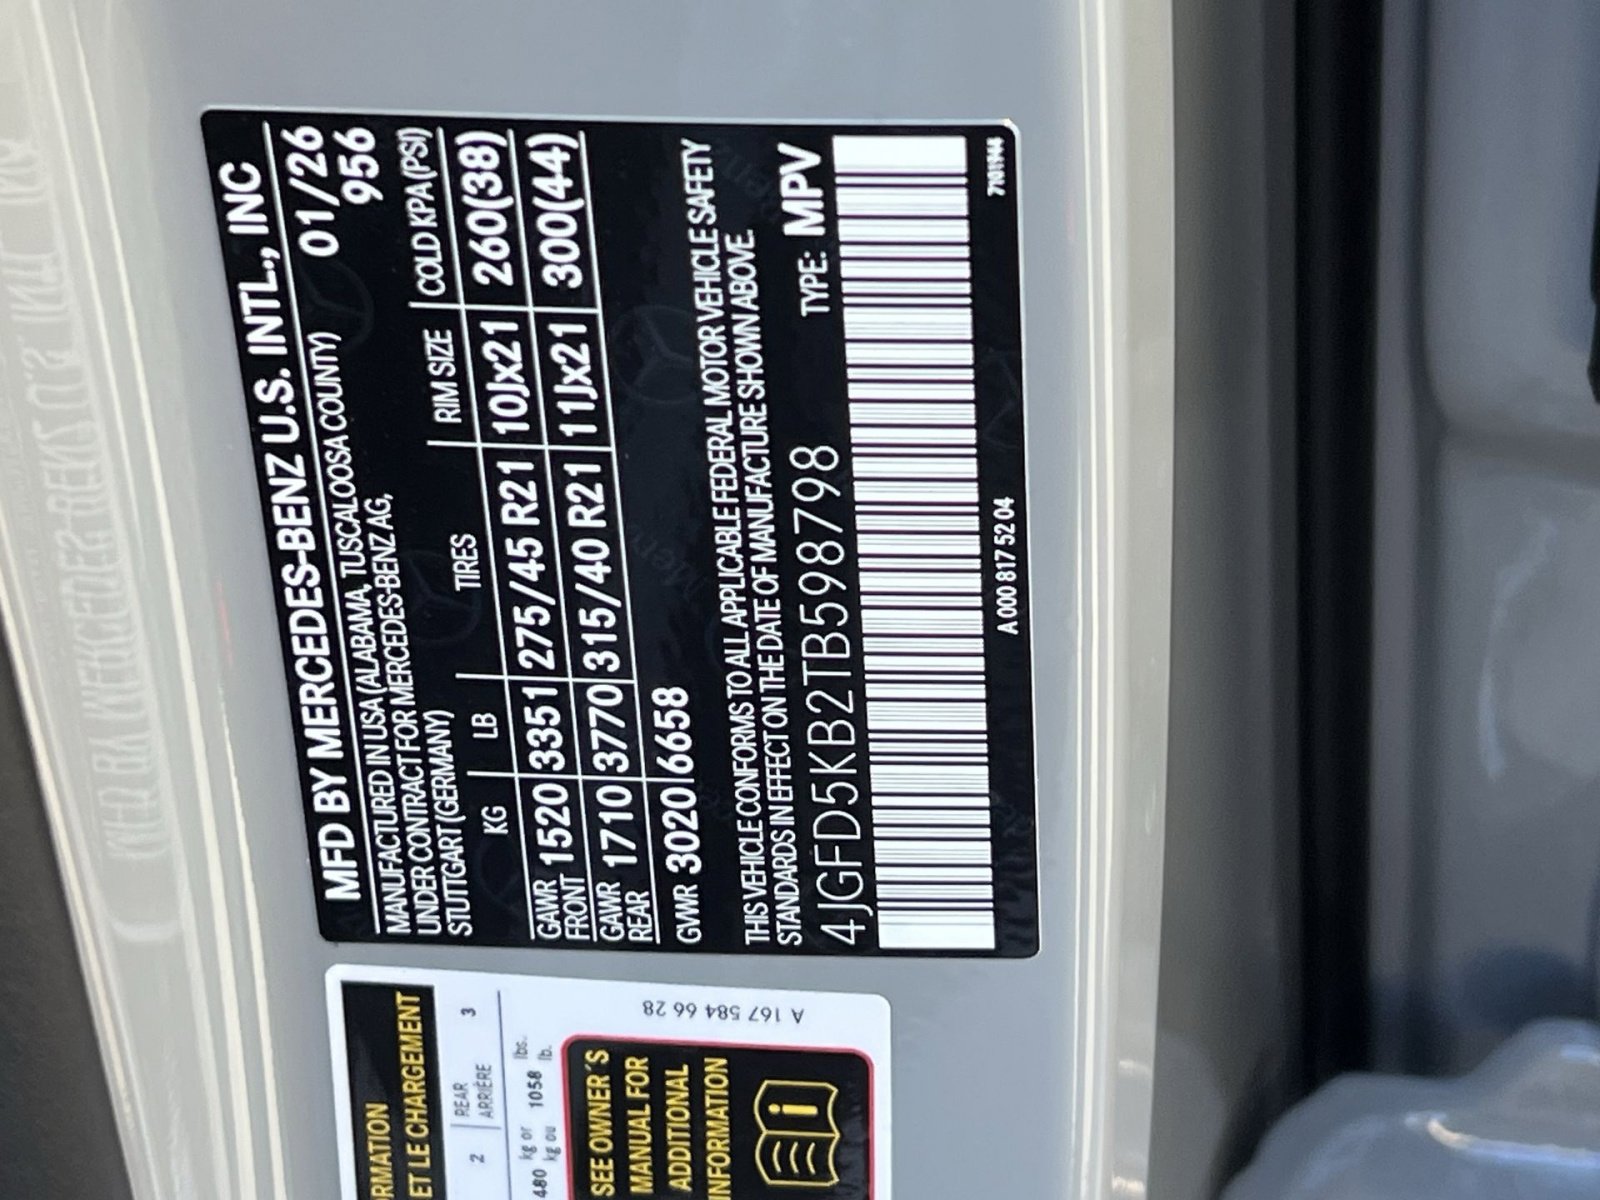 MFD BY MERCEDES-BENZ U.S. INTL., INC
MANUFACTURED IN USA (ALABAMA, TUSCALOOSA COUNTY) 01/26
UNDER CONTRACT FOR MERCEDES-BENZ AG, 956
STUTTGART (GERMANY)
KG LB TIRES RIM SIZE COLD KPA (PSI)
GAWR FRONT 1520 3351 275/45 R21 10Jx21 260(38)
GAWR REAR 1710 3770 315/40 R21 11Jx21 300(44)
GVWR 3020 6658
THIS VEHICLE CONFORMS TO ALL APPLICABLE FEDERAL MOTOR VEHICLE SAFETY
STANDARDS IN EFFECT ON THE DATE OF MANUFACTURE SHOWN ABOVE.
4JGFD5KB2TB598798 TYPE: MPV
A 000 817 52 04 7101944
RMATION
ET LE CHARGEMENT
2 REAR 3
ARRIÈRE
480 kg or 1058 lbs.
kg ou lb.
SEE OWNER'S
MANUAL FOR
ADDITIONAL
INFORMATION
A 167 584 66 28